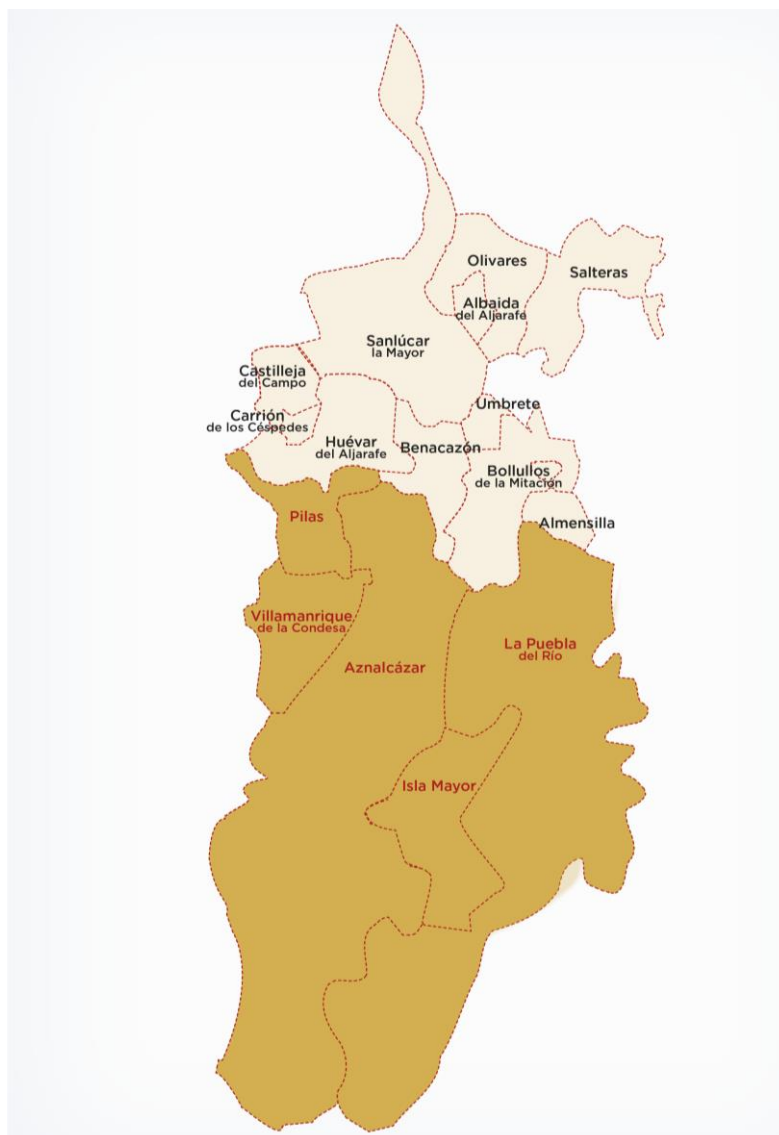 Olivares
Salteras
Albaida
del Aljarafe
Sanlúcar
la Mayor
Castilleja
del Campo
Umbrete
Carrión
de los Céspedes
Huévar
del Aljarafe
Benacazón
Bollullos
de la Mitación
Pilas
Almensilla
Villamanrique
de la Condesa
La Puebla
del Río
Aznalcázar
Isla Mayor